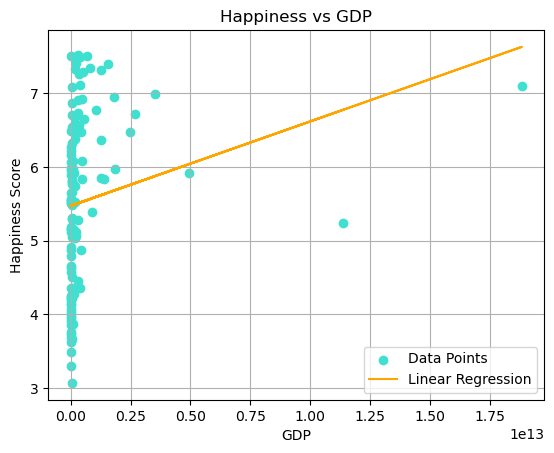 Happiness vs GDP
Happiness Score
7
6
5
4
3
0.00 0.25 0.50 0.75 1.00 1.25 1.50 1.75
1e13
GDP
Data Points
Linear Regression